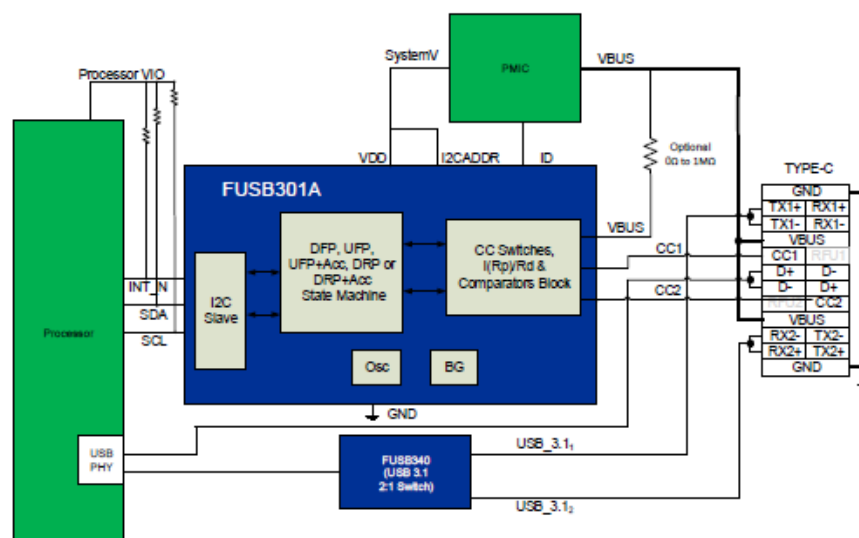 SystemV
PMIC
VBUS
Processor VIO
Optional
0Ω to 1MΩ
TYPE-C
VDD
I2CADDR
ID
FUSB301A
GND
TX1+ RX1+
TX1- RX1-
VBUS
CC1 RFU1
D+ D-
D- D+
RFU2 CC2
VBUS
RX2- TX2-
RX2+ TX2+
GND
DFP, UFP,
UFP+Acc, DRP or
DRP+Acc
State Machine
CC Switches,
I(Rp)/Rd &
Comparators Block
VBUS
CC1
CC2
I2C
Slave
INT_N
SDA
SCL
Processor
Osc
BG
GND
USB
PHY
FUSB340
(USB 3.1
2:1 Switch)
USB_3.1₁
USB_3.1₂